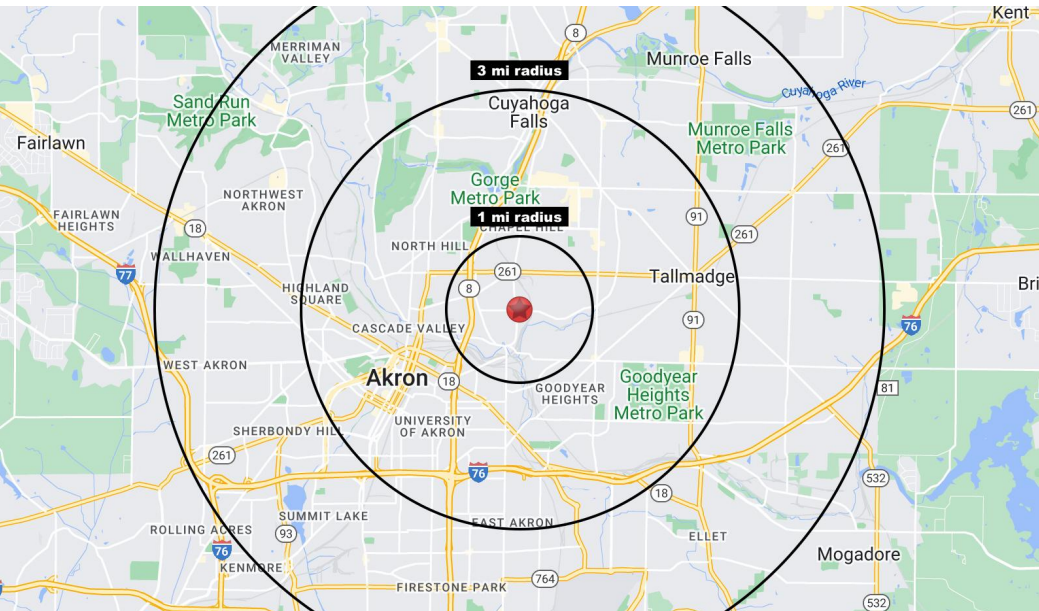 Kent
8
MERRIMAN
VALLEY
Munroe Falls
3 mi radius
Cuyahoga River
Sand Run
Metro Park
Cuyahoga
Falls
261
Fairlawn
Munroe Falls
Metro Park
261
Gorge
Metro Park
NORTHWEST
AKRON
FAIRLAWN
HEIGHTS
1 mi radius
91
CHAPEL HILL
18
261
NORTH HILL
WALLHAVEN
77
261
Tallmadge
8
Bri
HIGHLAND
SQUARE
91
76
CASCADE VALLEY
WEST AKRON
Akron
18
GOODYEAR
HEIGHTS
Goodyear
Heights
Metro Park
81
UNIVERSITY
OF AKRON
SHERBONDY HILL
261
76
532
18
SUMMIT LAKE
EAST AKRON
ROLLING ACRES
93
ELLET
76
Mogadore
KENMORE
764
FIRESTONE PARK
532